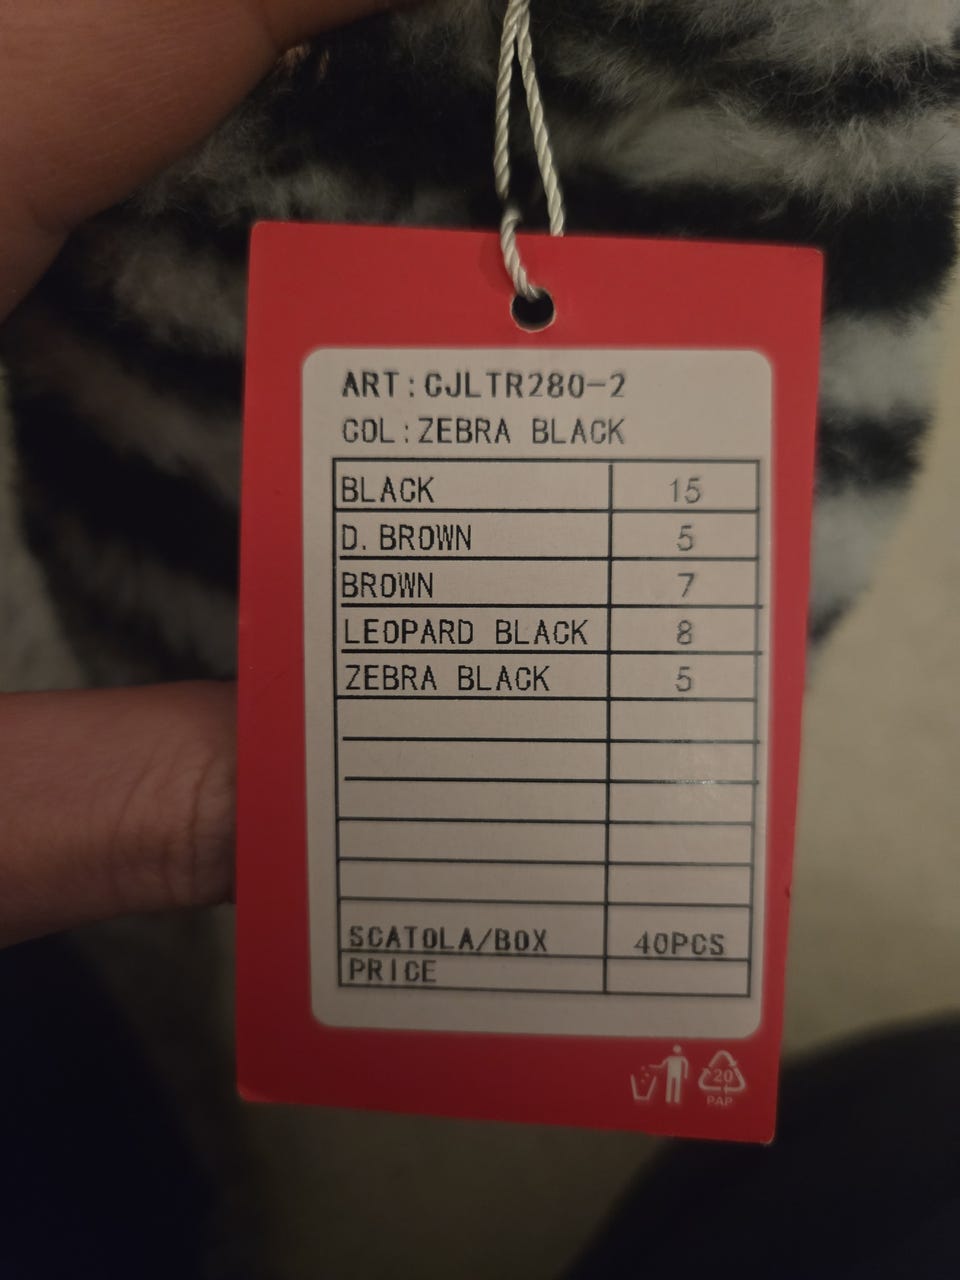 ART:CJLTR280-2
COL:ZEBRA BLACK
BLACK 15
D. BROWN 5
BROWN 7
LEOPARD BLACK 8
ZEBRA BLACK 5
SCATOLA/BOX 40PCS
PRICE
20
PAP